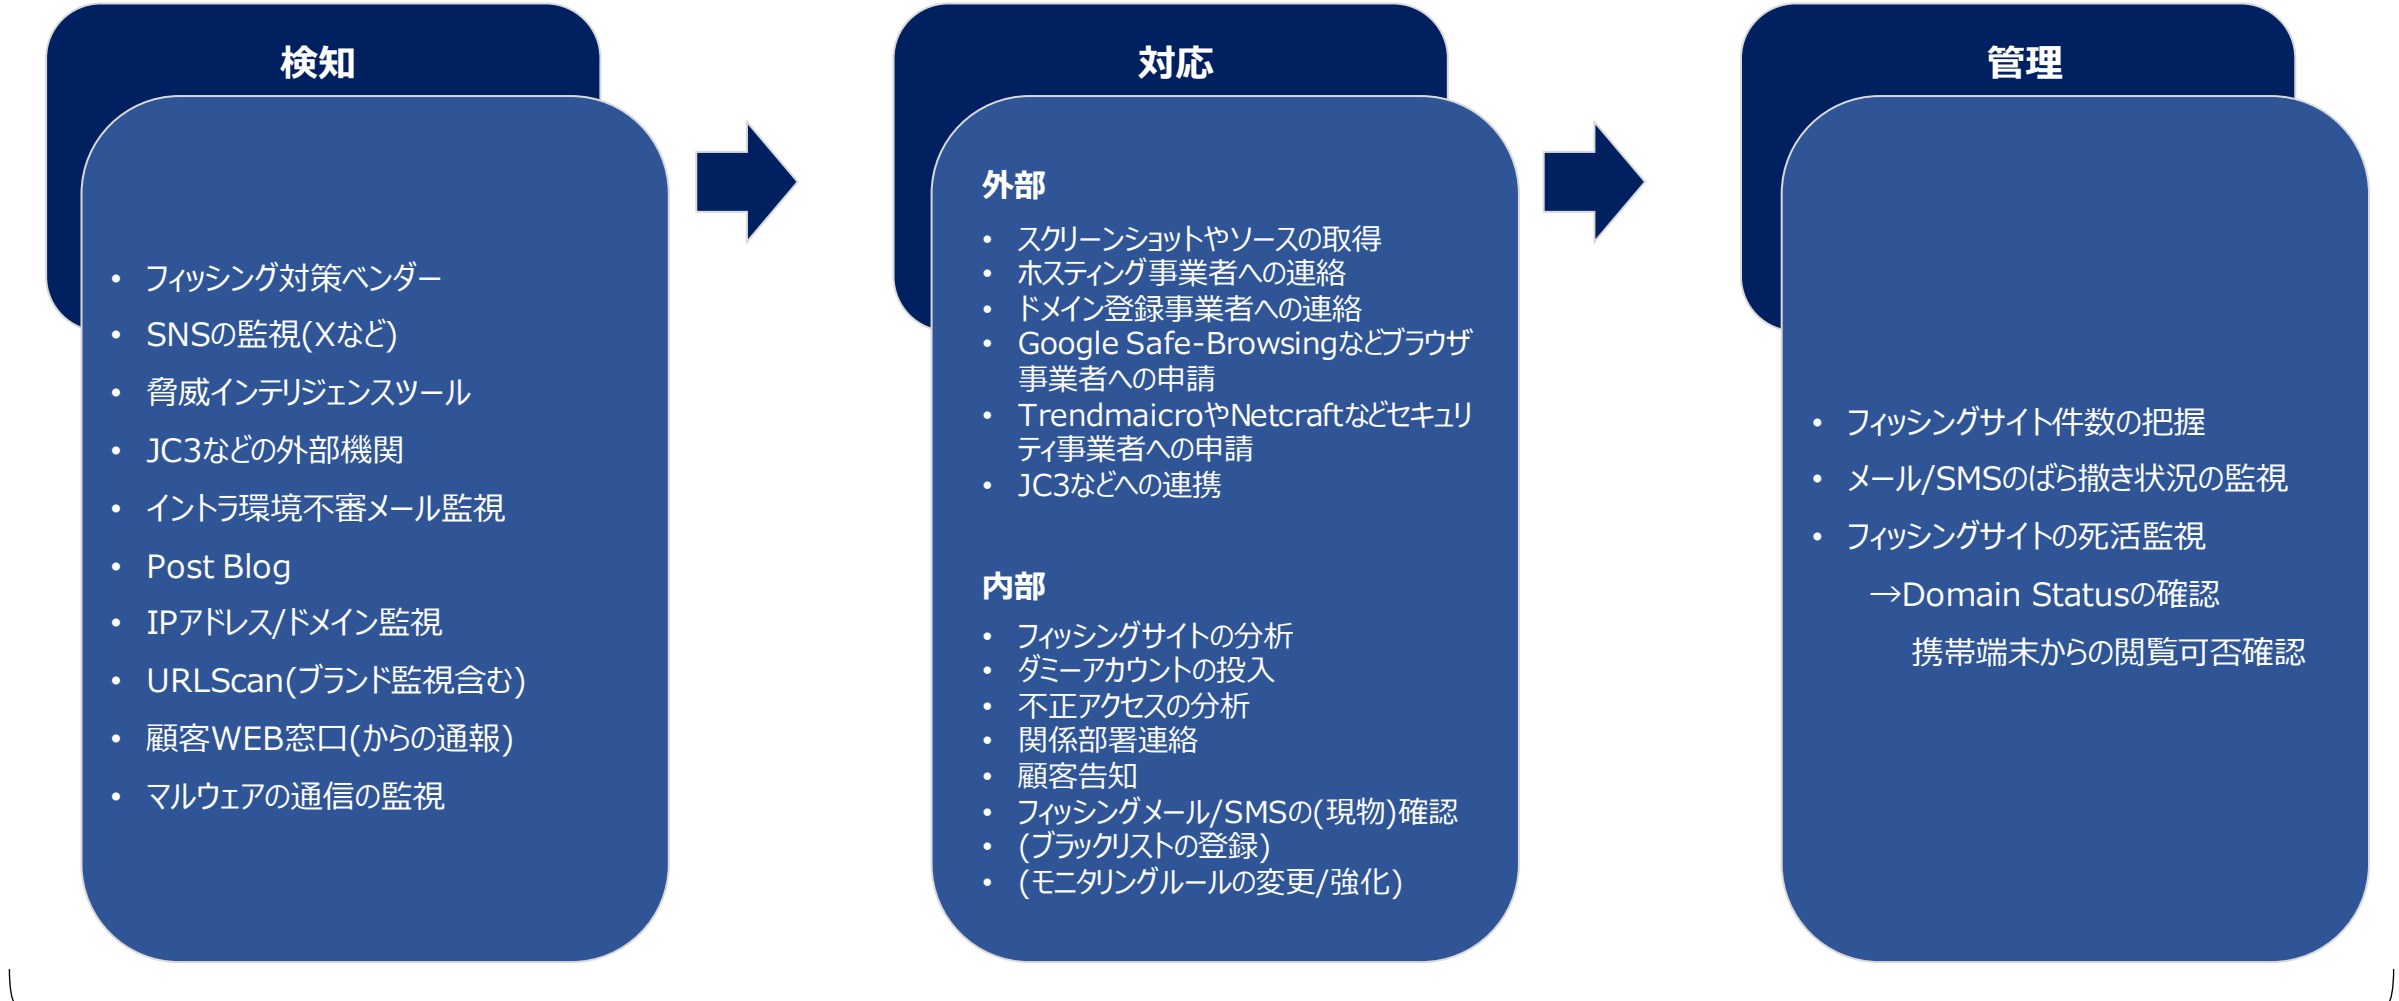 検知
• フィッシング対策ベンダー
• SNSの監視(Xなど)
• 脅威インテリジェンスツール
• JC3などの外部機関
• イントラ環境不審メール監視
• Post Blog
• IPアドレス/ドメイン監視
• URLScan(ブランド監視含む)
• 顧客WEB窓口(からの通報)
• マルウェアの通信の監視
対応
外部
• スクリーンショットやソースの取得
• ホスティング事業者への連絡
• ドメイン登録事業者への連絡
• Google Safe-Browsingなどブラウザ
事業者への申請
• TrendmaicroやNetcraftなどセキュリ
ティ事業者への申請
• JC3などへの連携
内部
• フィッシングサイトの分析
• ダミーアカウントの投入
• 不正アクセスの分析
• 関係部署連絡
• 顧客告知
• フィッシングメール/SMSの(現物)確認
• (ブラックリストの登録)
• (モニタリングルールの変更/強化)
管理
• フィッシングサイト件数の把握
• メール/SMSのばら撒き状況の監視
• フィッシングサイトの死活監視
→Domain Statusの確認
携帯端末からの閲覧可否確認